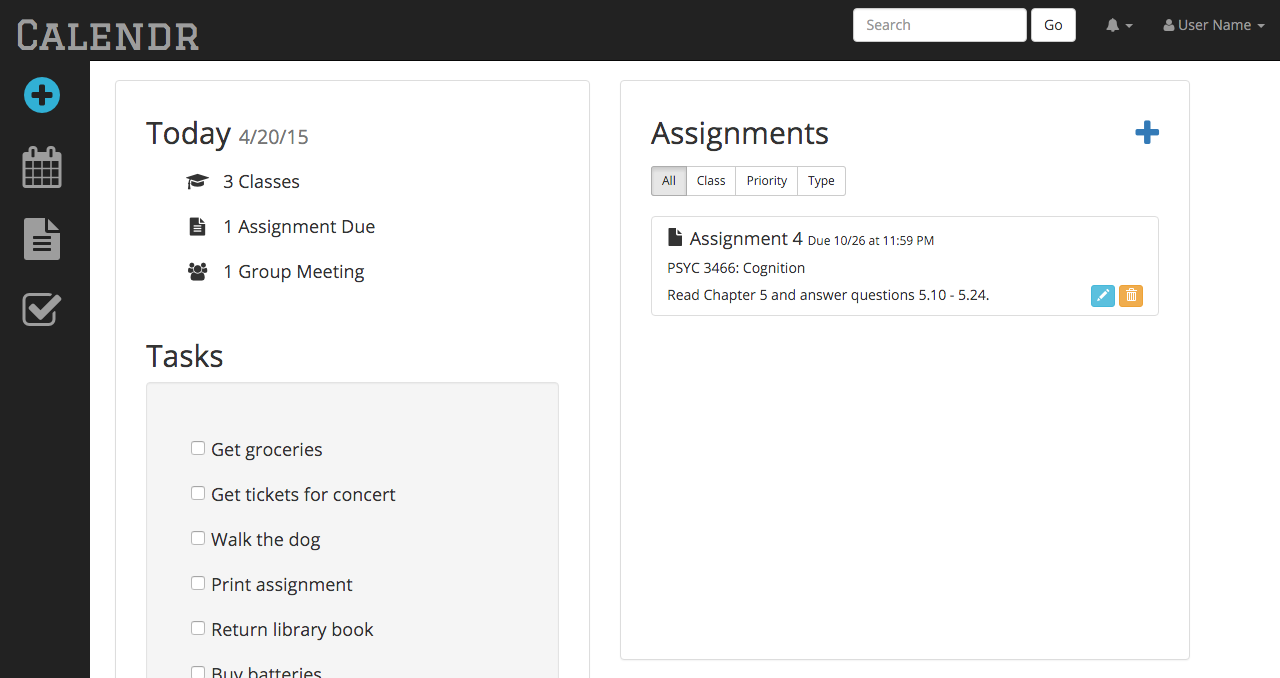 CALENDR
Search
Go
User Name
Today 4/20/15
3 Classes
1 Assignment Due
1 Group Meeting
Tasks
Get groceries
Get tickets for concert
Walk the dog
Print assignment
Return library book
Buy batteries
Assignments
All Class Priority Type
Assignment 4 Due 10/26 at 11:59 PM
PSYC 3466: Cognition
Read Chapter 5 and answer questions 5.10 - 5.24.